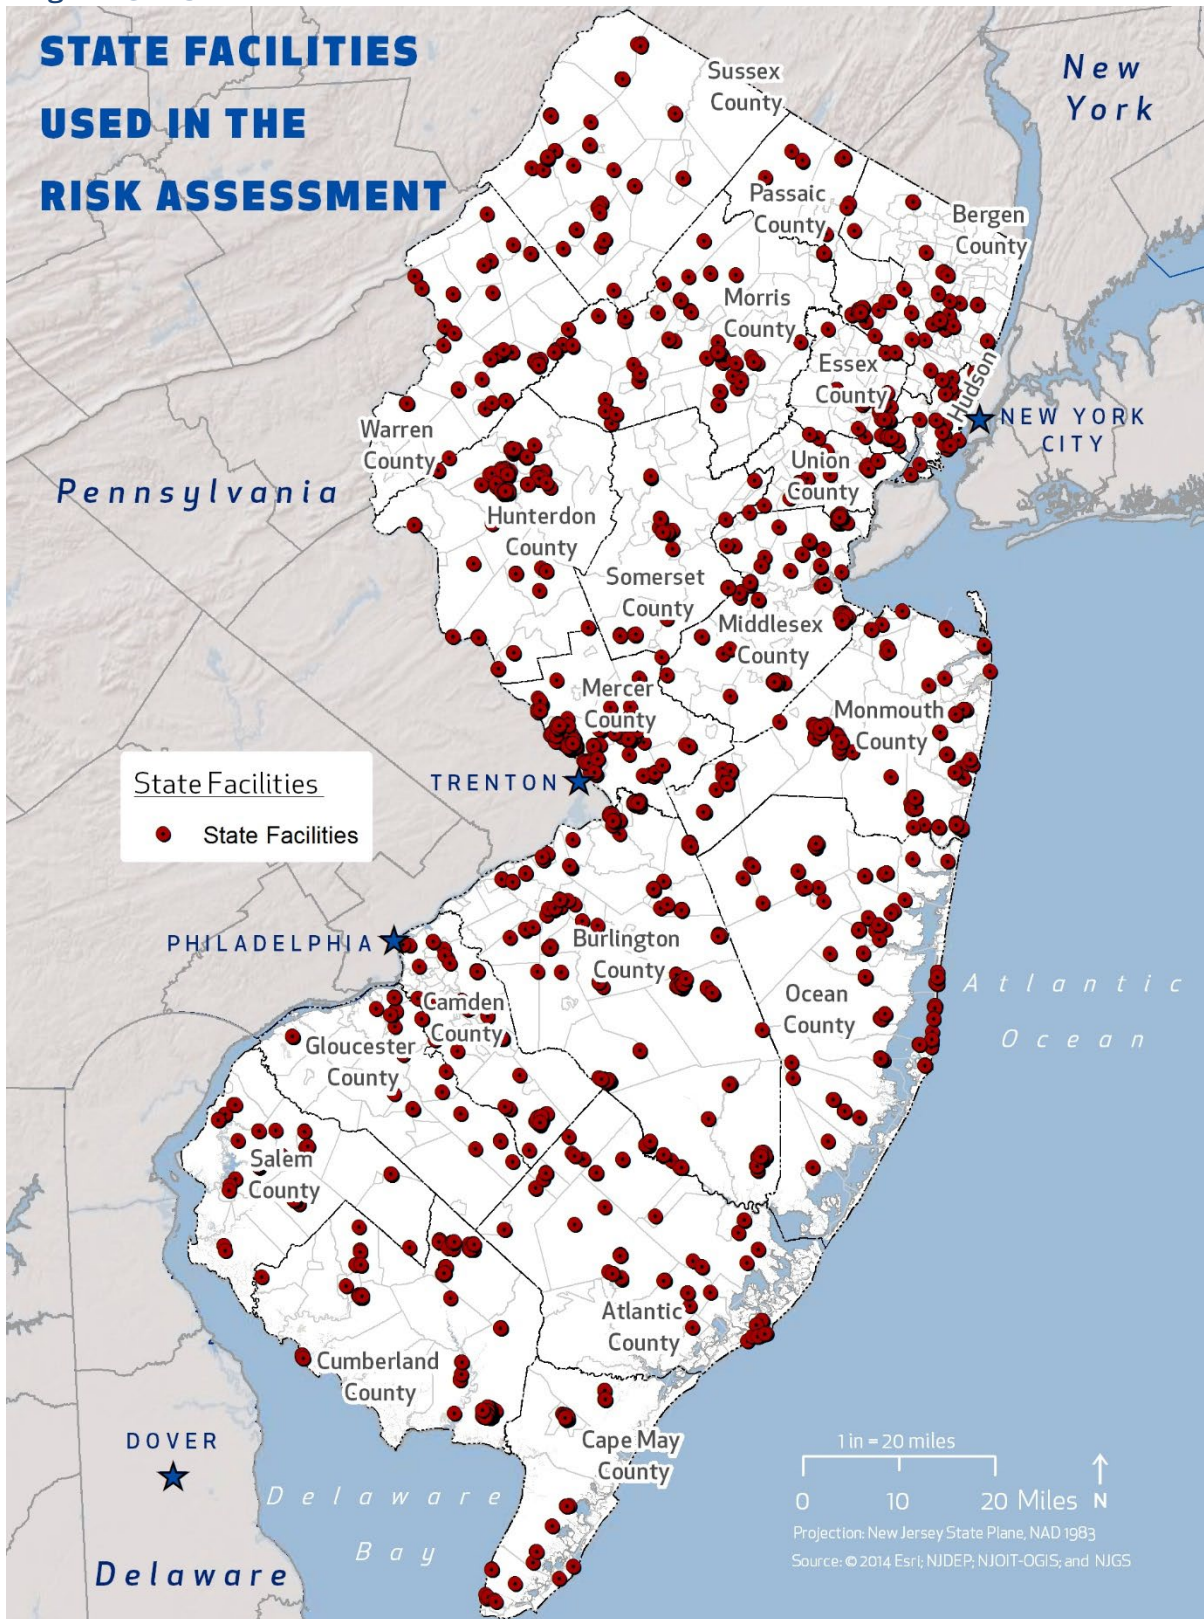 STATE FACILITIES
USED IN THE
RISK ASSESSMENT
New
York
Sussex
County
Passaic
County
Bergen
County
Morris
County
Essex
County
Hudson
NEW YORK
CITY
Warren
County
Union
County
Pennsylvania
Hunterdon
County
Somerset
County
Middlesex
County
Mercer
County
Monmouth
County
State Facilities
State Facilities
TRENTON
PHILADELPHIA
Burlington
County
Camden
County
Ocean
County
Atlantic
Ocean
Gloucester
County
Salem
County
Atlantic
County
Cumberland
County
Cape May
County
DOVER
Delaware
Bay
Delaware
1 in = 20 miles
0 10 20 Miles N
Projection: New Jersey State Plane, NAD 1983
Source: © 2014 Esri; NJDEP; NJOIT-OGIS; and NJGS